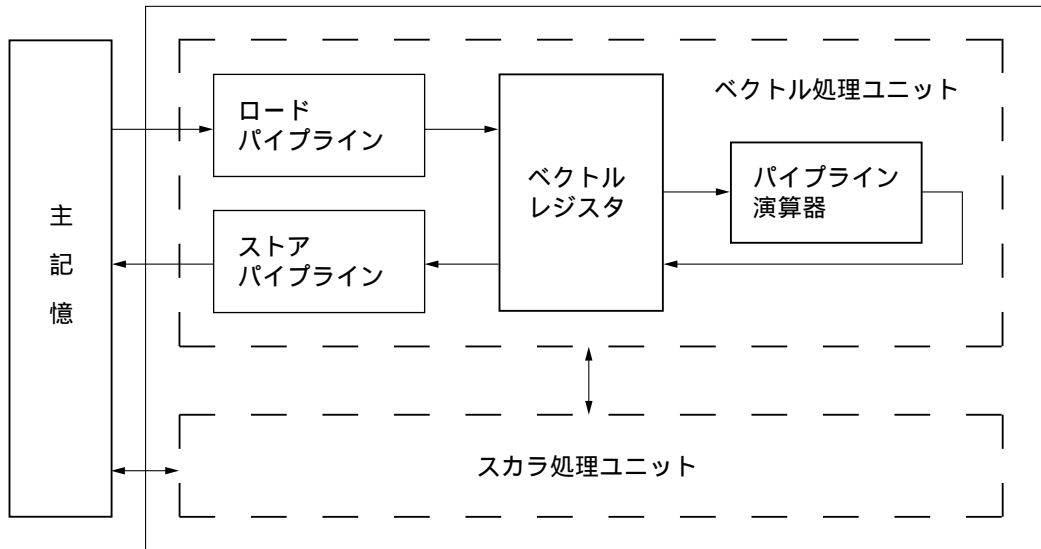 主
記
憶
ロード
パイプライン
ストア
パイプライン
ベクトル
レジスタ
ベクトル処理ユニット
パイプライン
演算器
スカラ処理ユニット